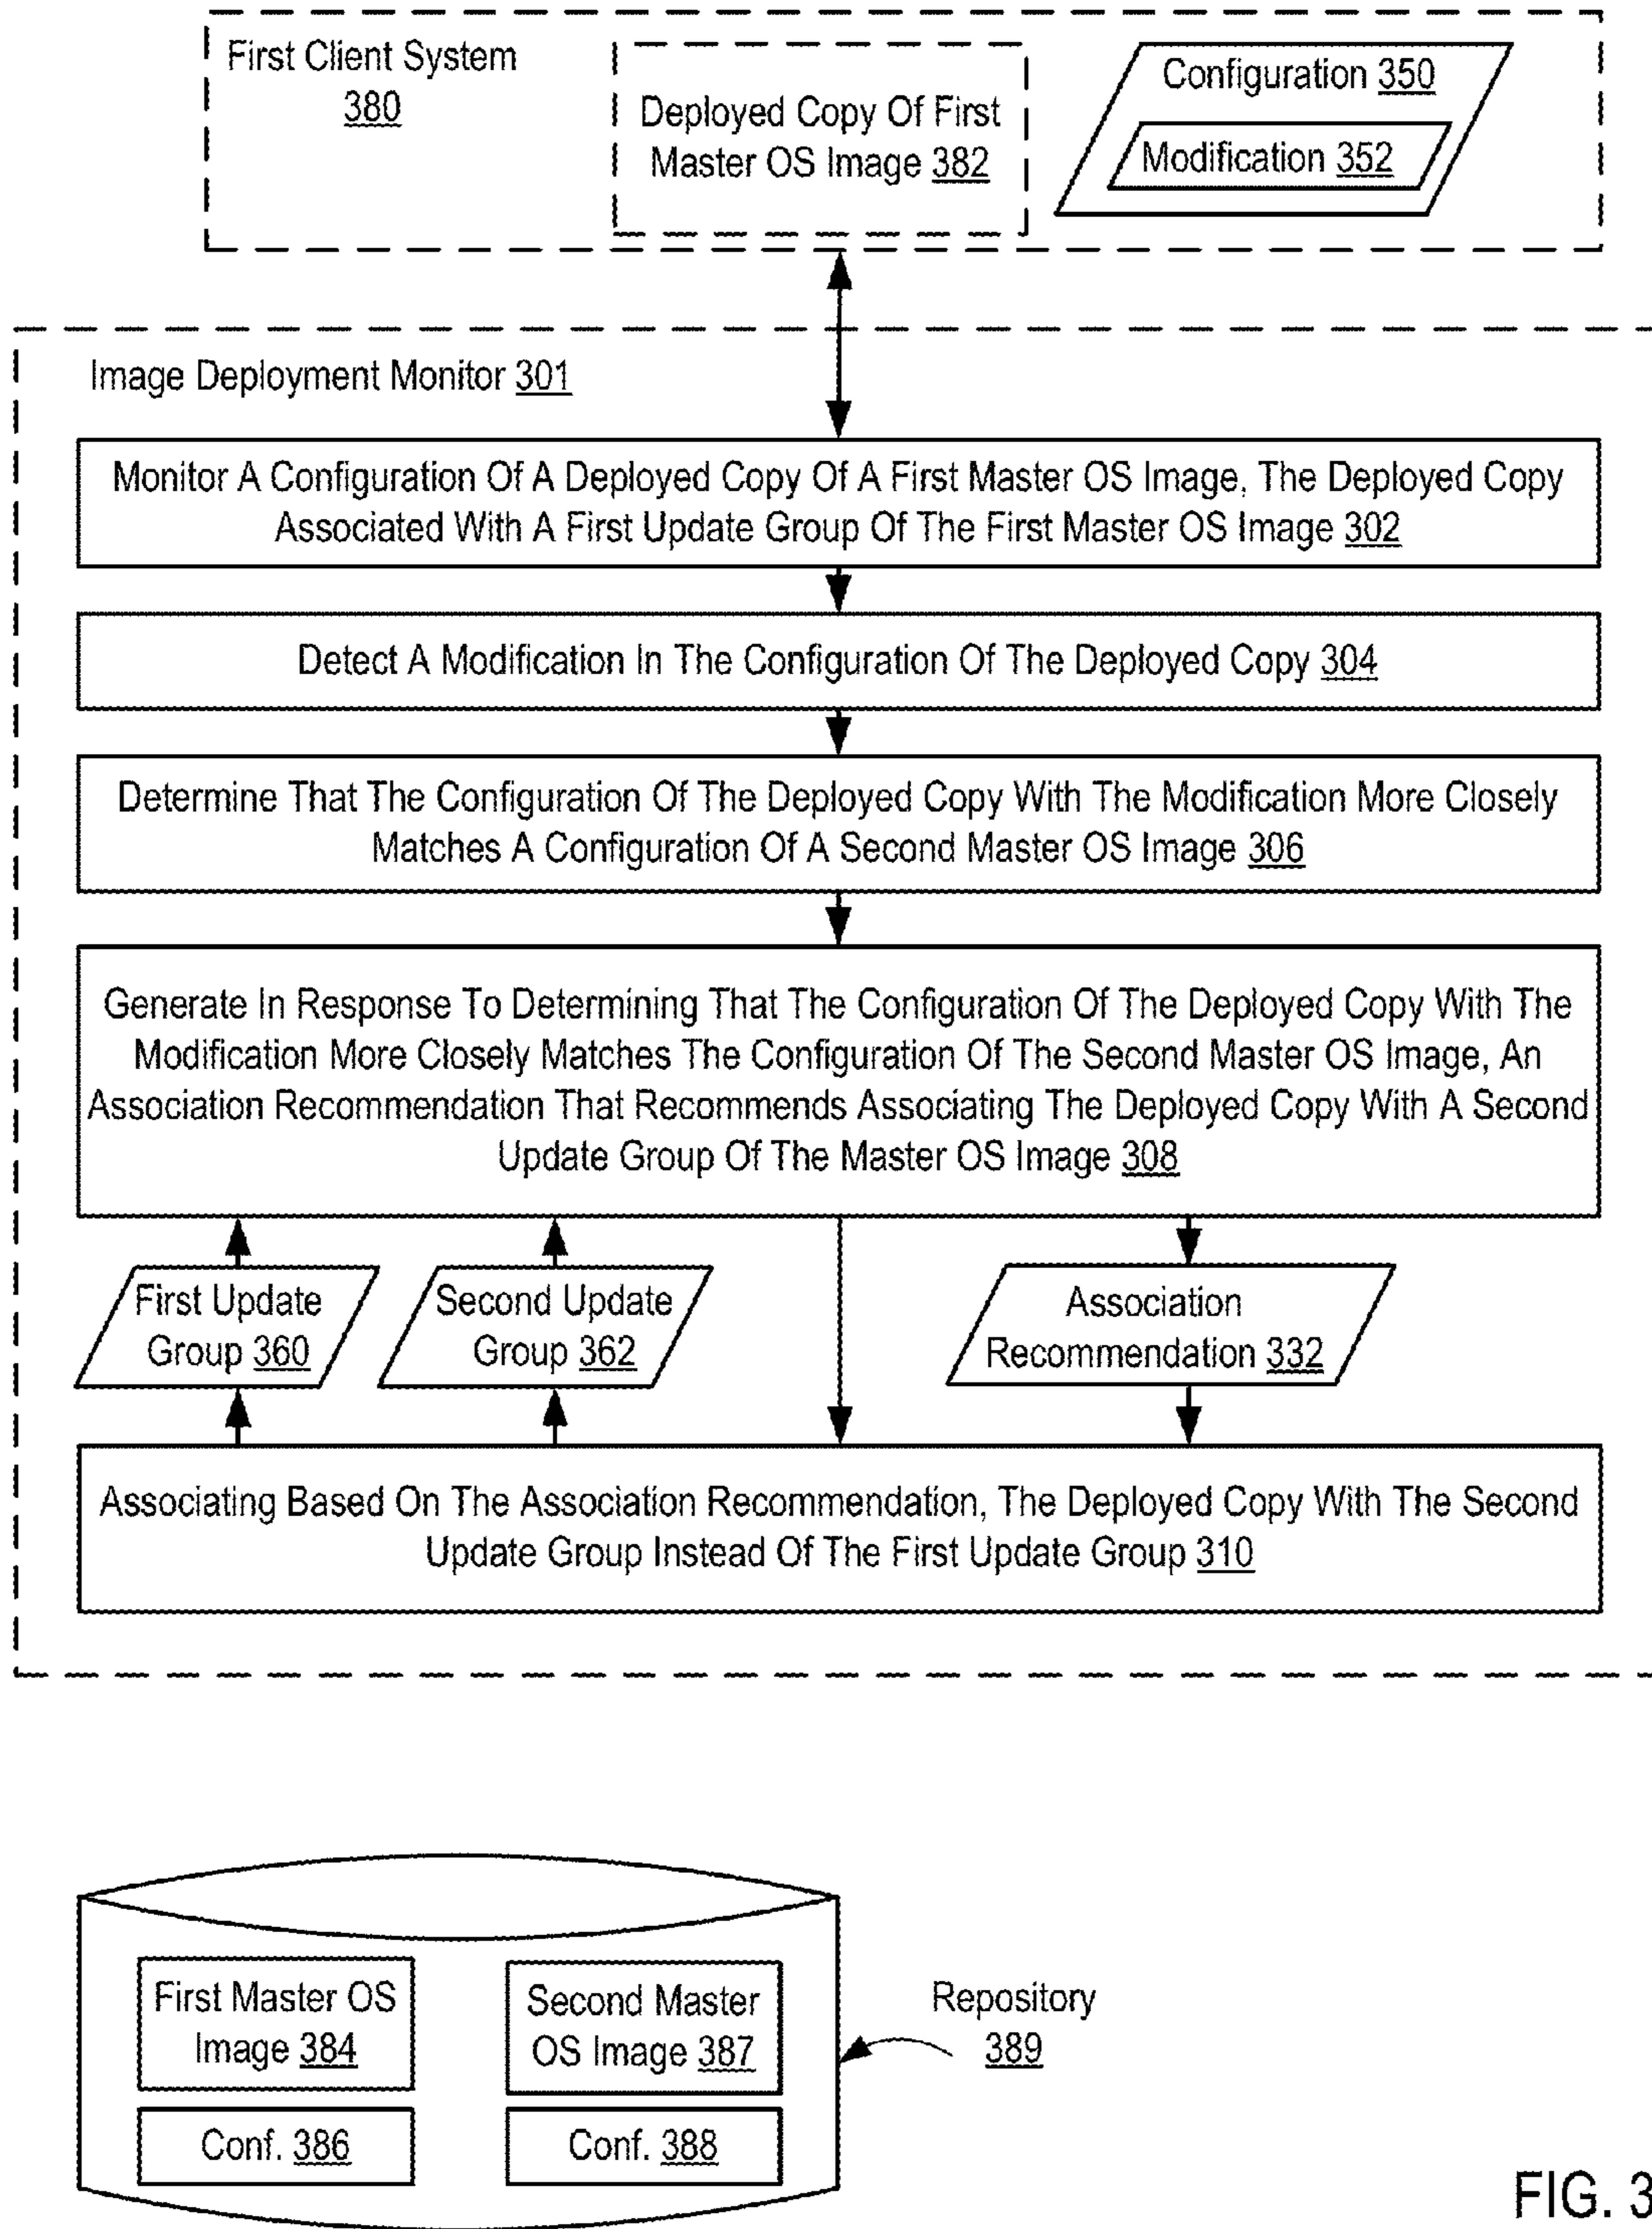 First Client System
380
Deployed Copy Of First
Master OS Image 382
Configuration 350
Modification 352
Image Deployment Monitor 301
Monitor A Configuration Of A Deployed Copy Of A First Master OS Image, The Deployed Copy
Associated With A First Update Group Of The First Master OS Image 302
Detect A Modification In The Configuration Of The Deployed Copy 304
Determine That The Configuration Of The Deployed Copy With The Modification More Closely
Matches A Configuration Of A Second Master OS Image 306
Generate In Response To Determining That The Configuration Of The Deployed Copy With The
Modification More Closely Matches The Configuration Of The Second Master OS Image, An
Association Recommendation That Recommends Associating The Deployed Copy With A Second
Update Group Of The Master OS Image 308
First Update
Group 360
Second Update
Group 362
Association
Recommendation 332
Associating Based On The Association Recommendation, The Deployed Copy With The Second
Update Group Instead Of The First Update Group 310
First Master OS
Image 384
Second Master
OS Image 387
Conf. 386
Conf. 388
Repository
389
FIG. 3